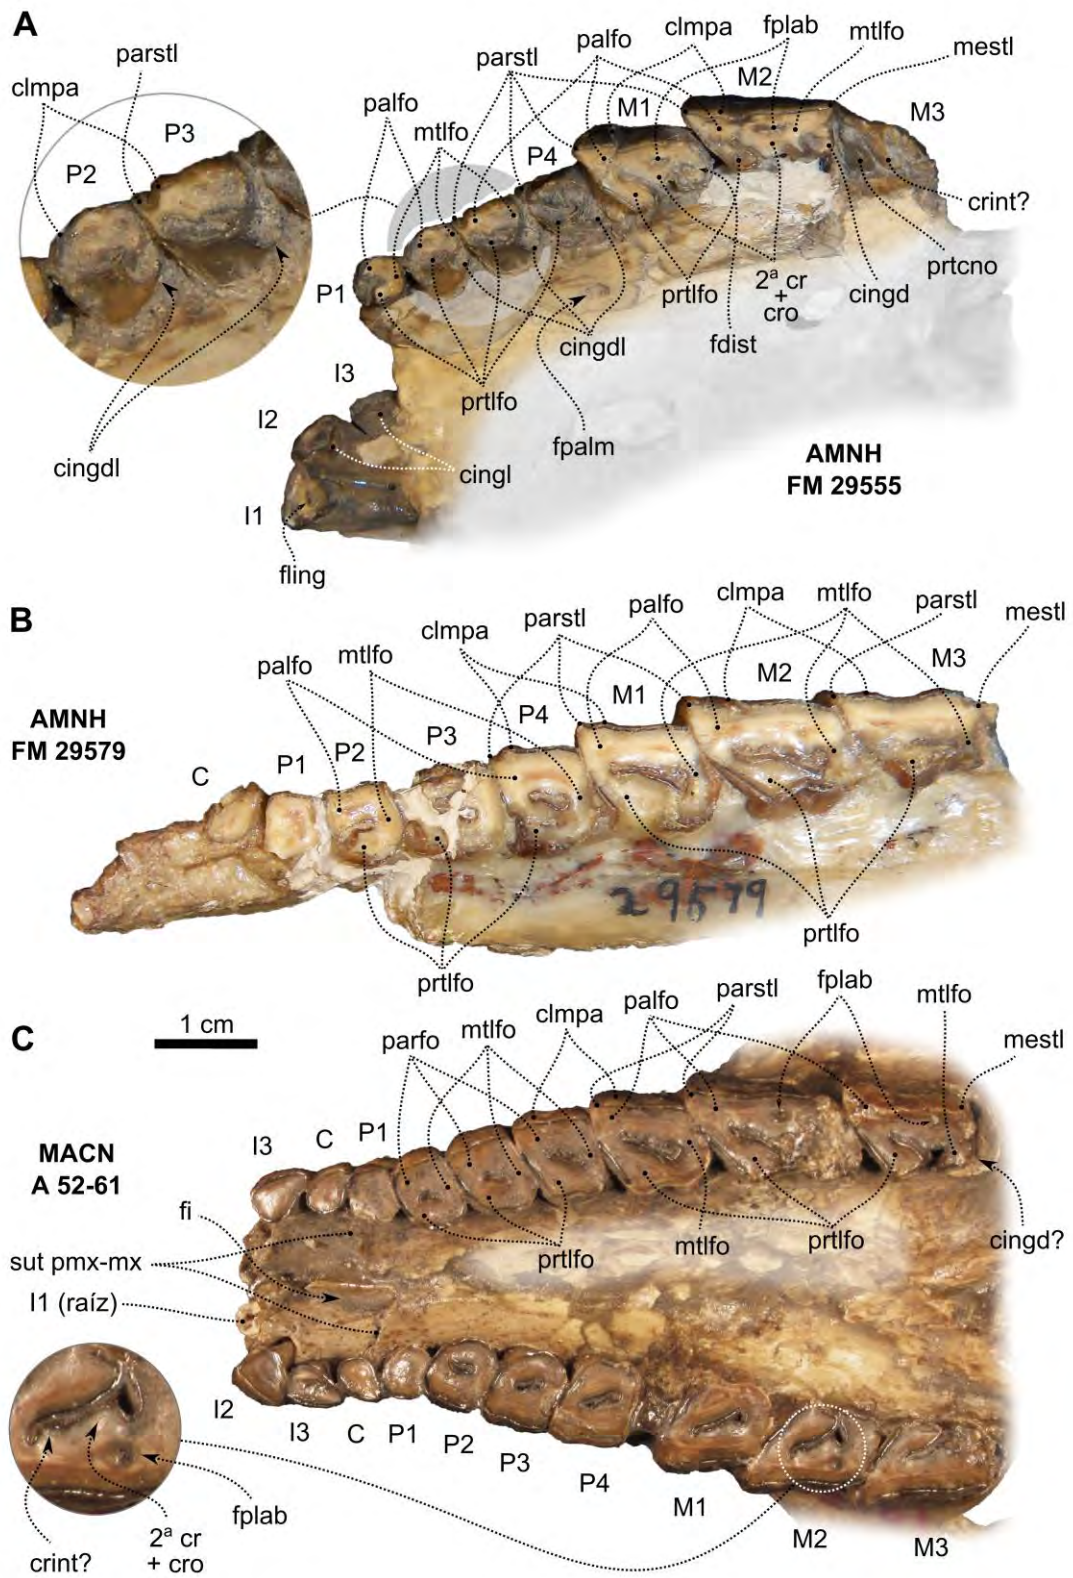 A
parstl
clmpa
P3
P2
cingdl
palfo
mtlfo
parstl
palfo
clmpa
fplab
mtlfo
mestl
M2
M1
M3
P4
P1
crint?
prtcno
cingd
2ª cr
+
cro
prtlfo
fdist
cingdl
prtlfo
fpalm
I3
I2
cingl
I1
fling
AMNH
FM 29555
B
AMNH
FM 29579
palfo
mtlfo
clmpa
parstl
palfo
clmpa
mtlfo
parstl
mestl
C
P1
P2
P3
P4
M1
M2
M3
29579
prtlfo
prtlfo
1 cm
C
MACN
A 52-61
parfo
mtlfo
clmpa
palfo
parstl
fplab
mtlfo
mestl
I3
C
P1
fi
sut pmx-mx
I1 (raíz)
prtlfo
mtlfo
prtlfo
cingd?
I2
I3
C
P1
P2
P3
P4
M1
M2
M3
fplab
2ª cr
+ cro
crint?